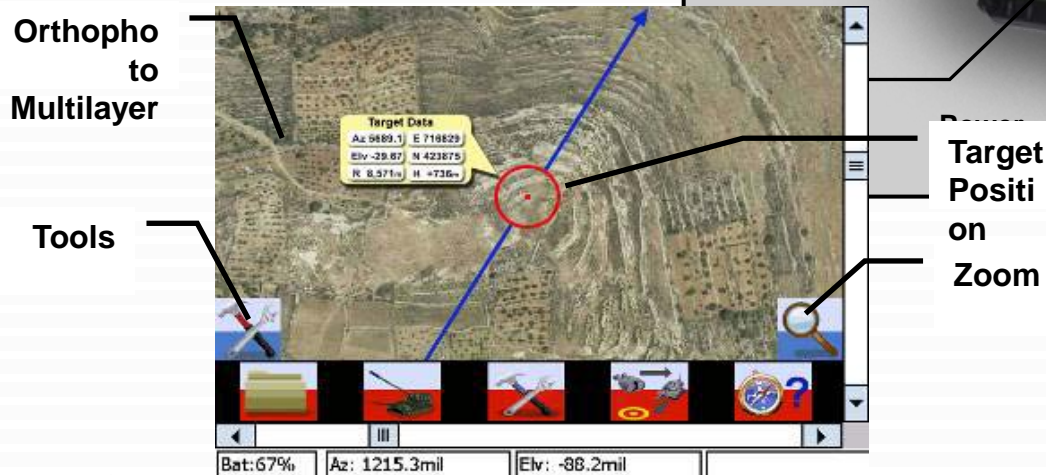 Orthopho
to
Multilayer
Tools
Target Data
Az 5689.1 E 716829
Elv -29.67 N 423875
R 8,571m H +736m
Target
Positi
on
Zoom
?
Bat:67%
Az: 1215.3mil
Elv: -88.2mil